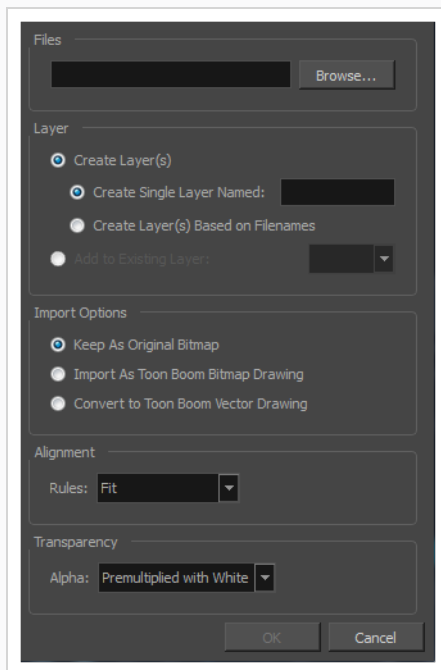 Files
Browse...
Layer
Create Layer(s)
Create Single Layer Named:
Create Layer(s) Based on Filenames
Add to Existing Layer:
Import Options
Keep As Original Bitmap
Import As Toon Boom Bitmap Drawing
Convert to Toon Boom Vector Drawing
Alignment
Rules: Fit
Transparency
Alpha: Premultiplied with White
OK Cancel